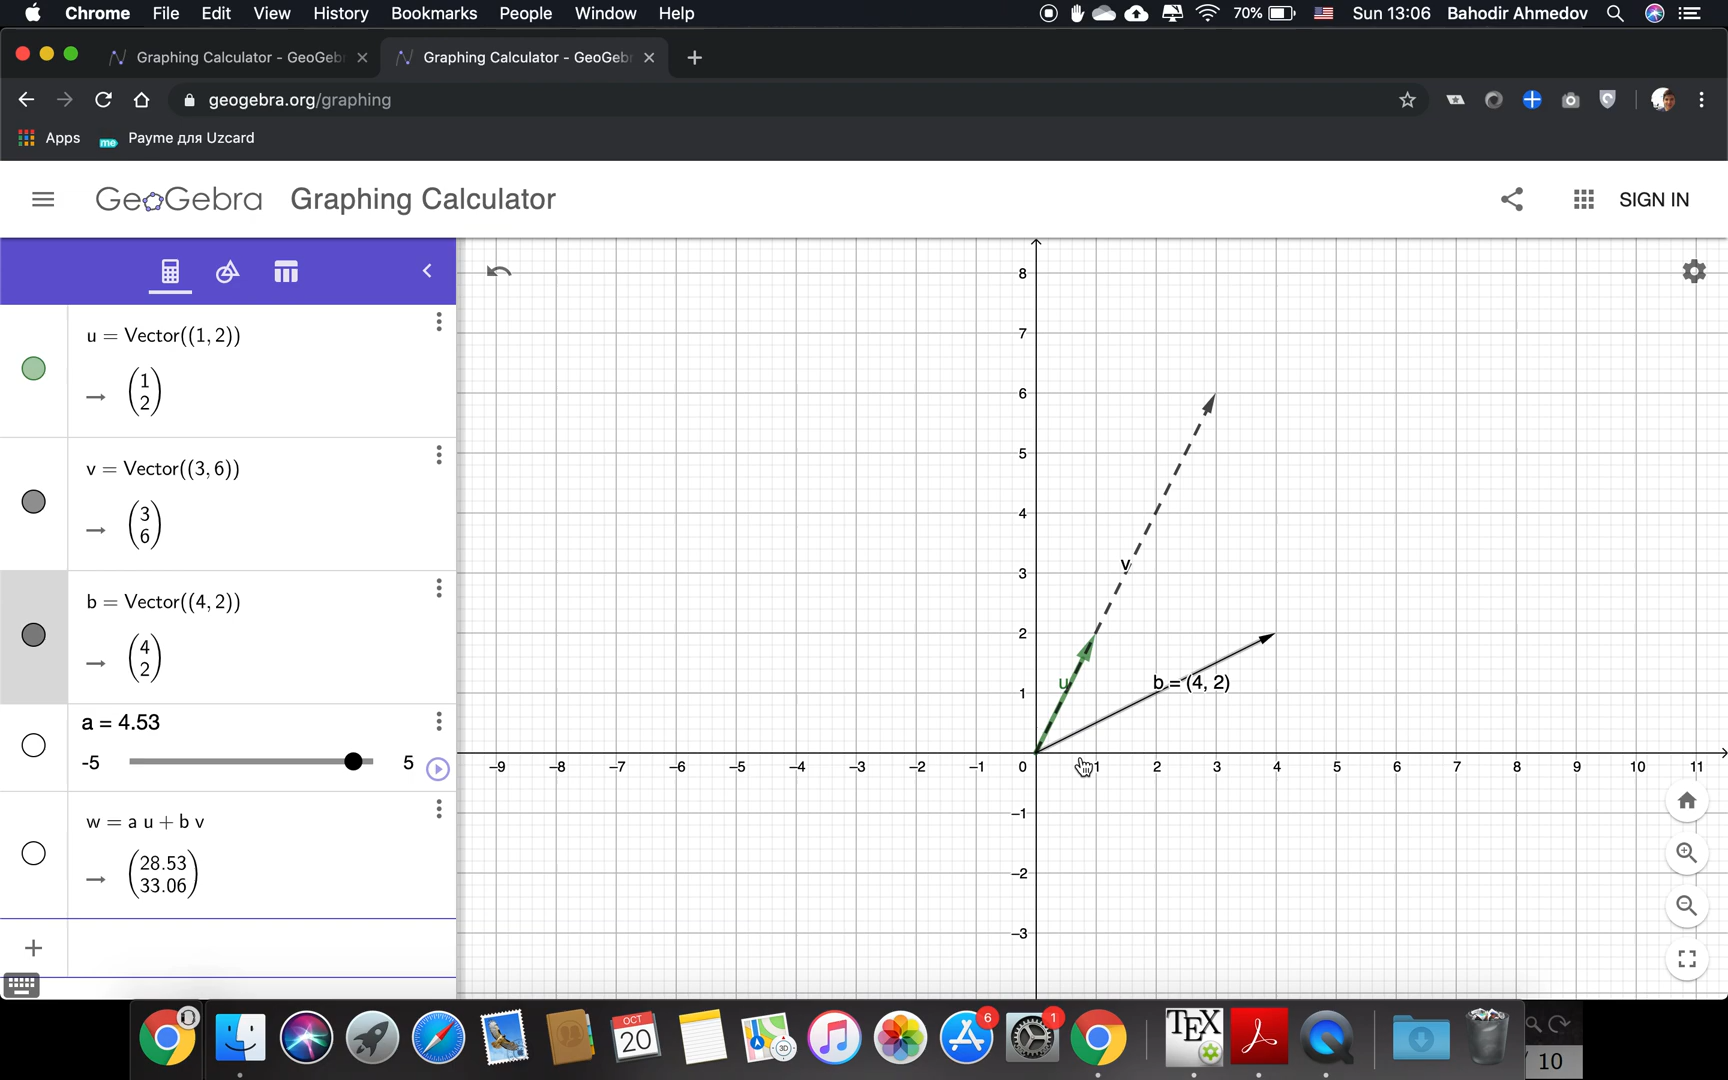 Chrome File Edit View History Bookmarks People Window Help 70% Sun 13:06 Bahodir Ahmedov
Graphing Calculator - GeoGebr Graphing Calculator - GeoGebr
geogebra.org/graphing
Apps me Payme для Uzcard
GeoGebra Graphing Calculator SIGN IN
u = Vector((1, 2))
→ (1 2)
v = Vector((3, 6))
→ (3 6)
b = Vector((4, 2))
→ (4 2)
a = 4.53
-5 5
w = a u + b v
→ (28.53 33.06)
+
8
7
6
5
4
3
2
1
v
u
b = (4, 2)
−9 −8 −7 −6 −5 −4 −3 −2 −1 0 1 2 3 4 5 6 7 8 9 10 11
−1
−2
−3
OCT
20
3D
6
1
TEX
10